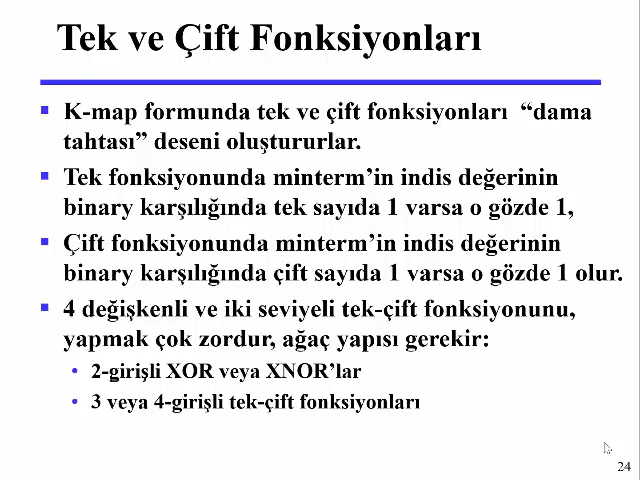 Tek ve Çift Fonksiyonları
▪ K-map formunda tek ve çift fonksiyonları “dama
tahtası” deseni oluştururlar.
▪ Tek fonksiyonunda minterm’in indis değerinin
binary karşılığında tek sayıda 1 varsa o gözde 1,
▪ Çift fonksiyonunda minterm’in indis değerinin
binary karşılığında çift sayıda 1 varsa o gözde 1 olur.
▪ 4 değişkenli ve iki seviyeli tek-çift fonksiyonunu,
yapmak çok zordur, ağaç yapısı gerekir:
• 2-girişli XOR veya XNOR’lar
• 3 veya 4-girişli tek-çift fonksiyonları
24